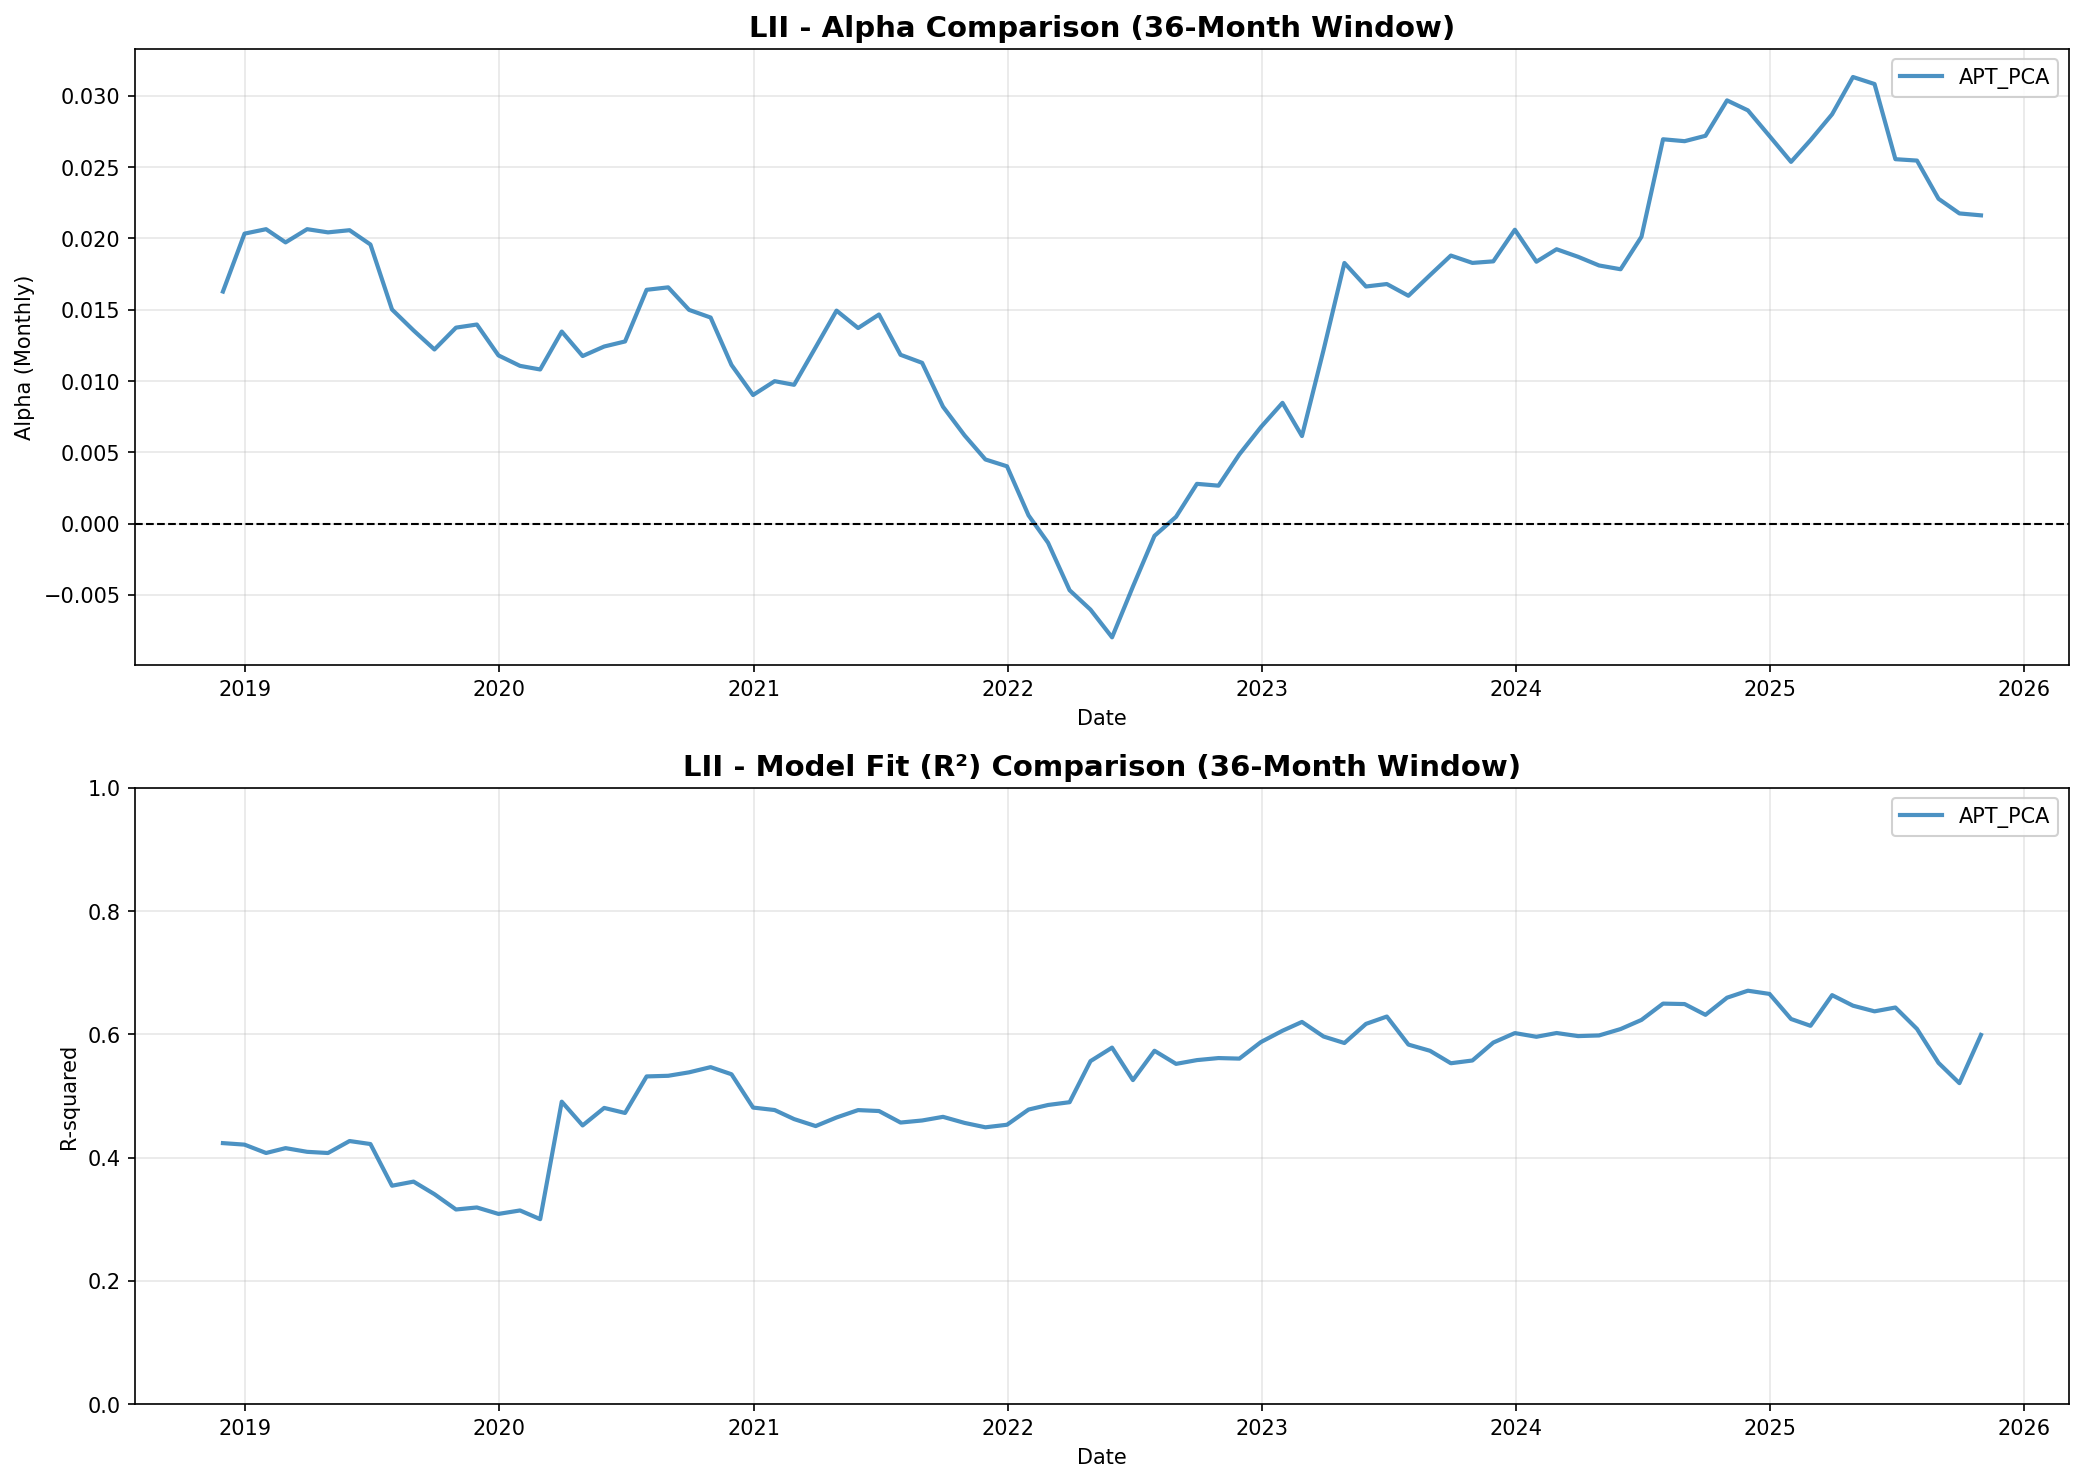 LII - Alpha Comparison (36-Month Window)
APT_PCA
0.030
0.025
0.020
0.015
0.010
0.005
0.000
−0.005
Alpha (Monthly)
2019 2020 2021 2022 2023 2024 2025 2026
Date
LII - Model Fit (R²) Comparison (36-Month Window)
APT_PCA
1.0
0.8
0.6
0.4
0.2
0.0
R-squared
2019 2020 2021 2022 2023 2024 2025 2026
Date